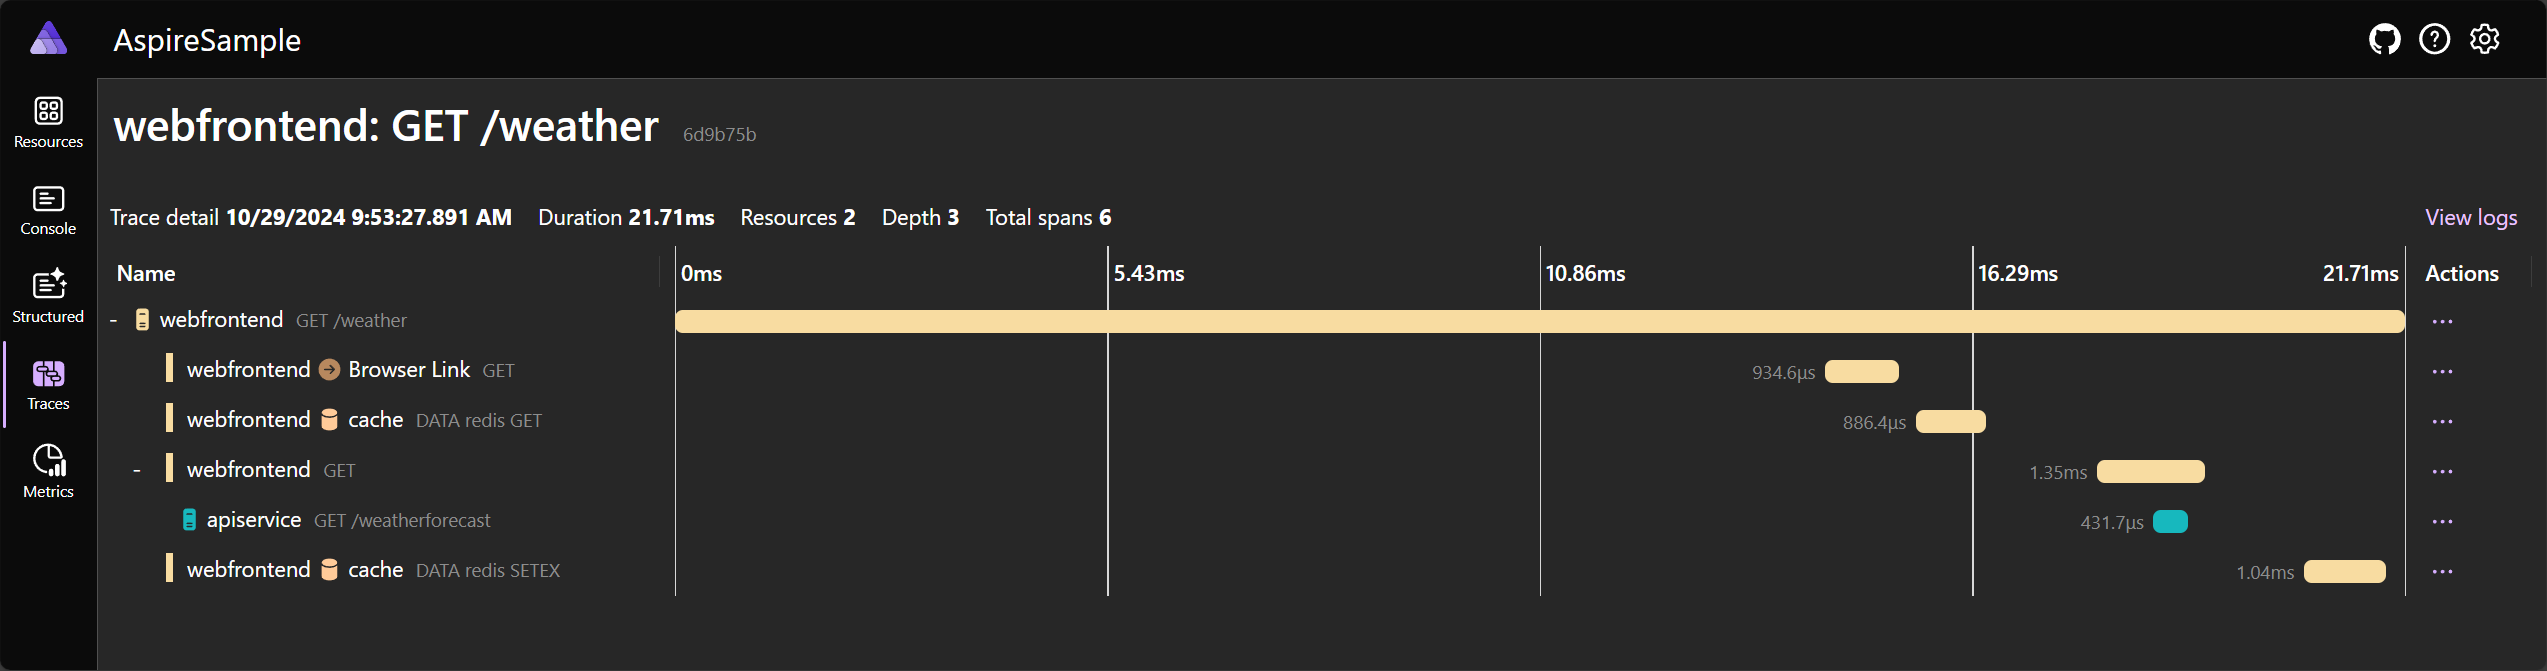 AspireSample
Resources
Console
Structured
Traces
Metrics
webfrontend: GET /weather 6d9b75b
Trace detail 10/29/2024 9:53:27.891 AM Duration 21.71ms Resources 2 Depth 3 Total spans 6 View logs
Name 0ms 5.43ms 10.86ms 16.29ms 21.71ms Actions
- webfrontend GET /weather ...
webfrontend Browser Link GET 934.6µs ...
webfrontend cache DATA redis GET 886.4µs ...
- webfrontend GET 1.35ms ...
apiservice GET /weatherforecast 431.7µs ...
webfrontend cache DATA redis SETEX 1.04ms ...